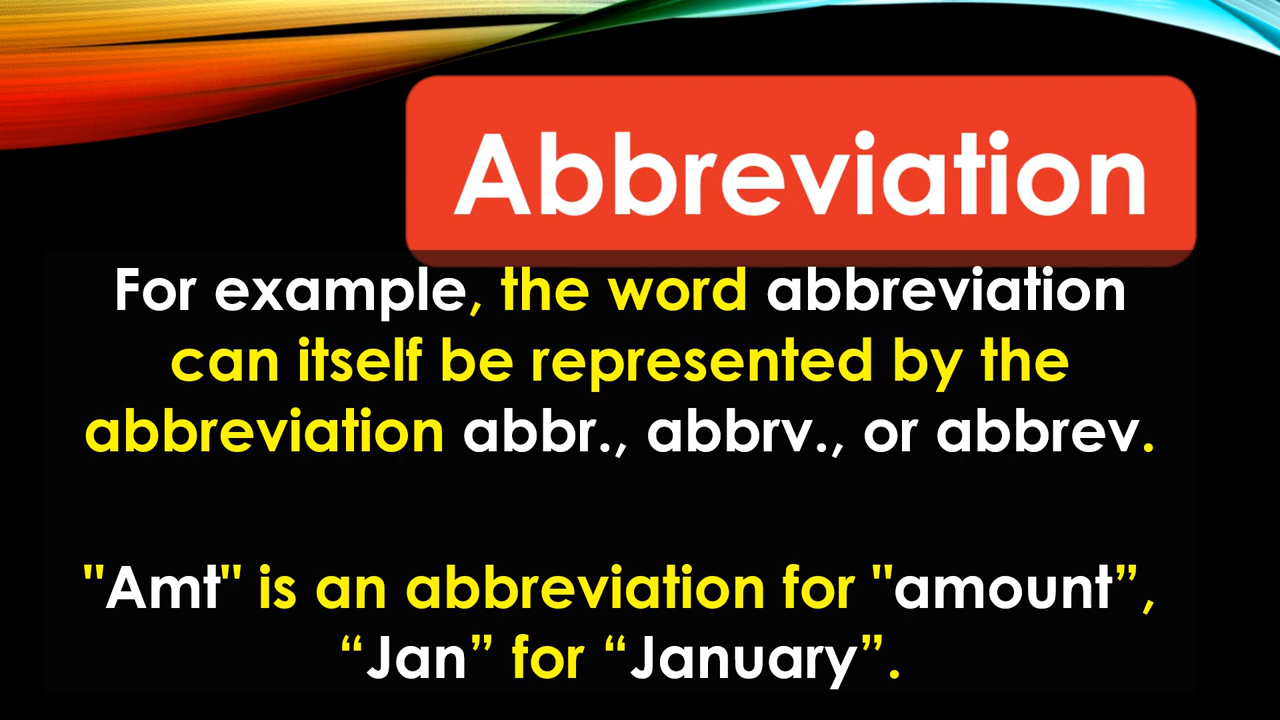 Abbreviation
For example, the word abbreviation
can itself be represented by the
abbreviation abbr., abbrv., or abbrev.
"Amt" is an abbreviation for "amount”,
“Jan” for “January”.